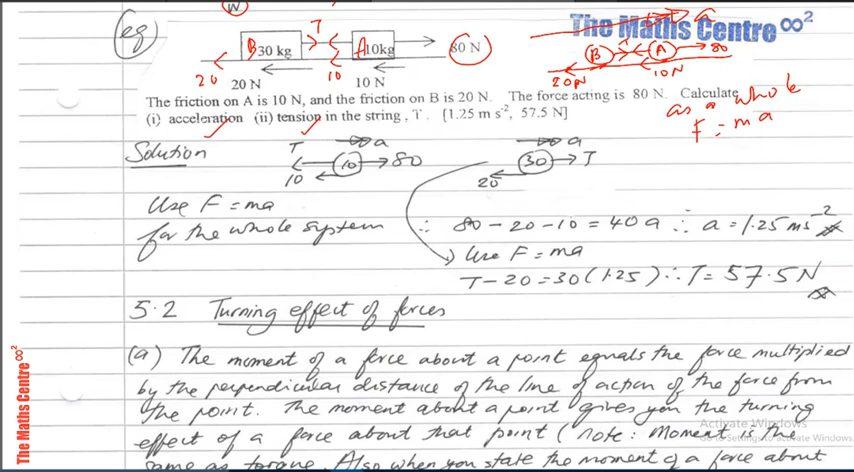 (eg)
The Maths Centre ∞²
a
T
B 30 kg A 10kg 80 N
B T A 80
20 10 20N 10N
20 N 10 N
The friction on A is 10 N, and the friction on B is 20 N. The force acting is 80 N. Calculate
as a whole
(i) acceleration (ii) tension in the string, T. [1.25 m s⁻², 57.5 N]
F = ma
Solution
T 10 a 80
10
a
30 T
20
Use F = ma
for the whole system ∴ 80 - 20 - 10 = 40a ∴ a = 1.25 ms⁻²
Use F = ma
T - 20 = 30(1.25) ∴ T = 57.5N
5.2 Turning effect of forces
(a) The moment of a force about a point equals the force multiplied
by the perpendicular distance of the line of action of the force from
the point. The moment about a point gives you the turning
effect of a force about that point (note: Moment is the
same as torque. Also when you state the moment of a force about
The Maths Centre ∞²
Activate Windows
Go to Settings to activate Windows.